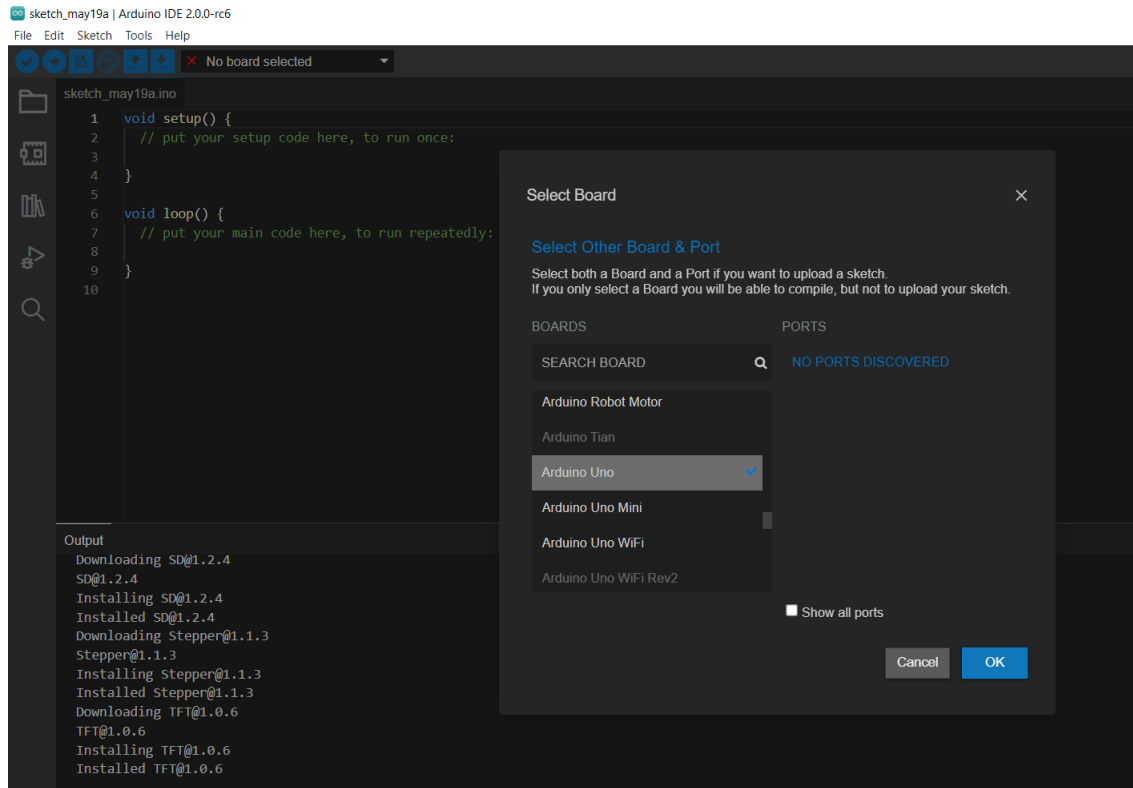 sketch_may19a | Arduino IDE 2.0.0-rc6
File Edit Sketch Tools Help
No board selected
sketch_may19a.ino
1 void setup() {
2 // put your setup code here, to run once:
3
4 }
5
6 void loop() {
7 // put your main code here, to run repeatedly:
8
9 }
10
Select Board
Select Other Board & Port
Select both a Board and a Port if you want to upload a sketch.
If you only select a Board you will be able to compile, but not to upload your sketch.
BOARDS PORTS
SEARCH BOARD NO PORTS DISCOVERED
Arduino Robot Motor
Arduino Tian
Arduino Uno
Arduino Uno Mini
Arduino Uno WiFi
Arduino Uno WiFi Rev2
Show all ports
Cancel OK
Output
Downloading SD@1.2.4
SD@1.2.4
Installing SD@1.2.4
Installed SD@1.2.4
Downloading Stepper@1.1.3
Stepper@1.1.3
Installing Stepper@1.1.3
Installed Stepper@1.1.3
Downloading TFT@1.0.6
TFT@1.0.6
Installing TFT@1.0.6
Installed TFT@1.0.6